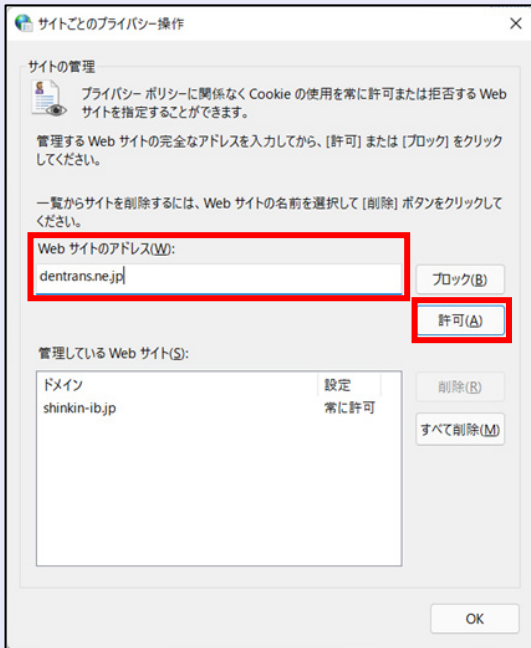 サイトごとのプライバシー操作
サイトの管理
プライバシー ポリシーに関係なく Cookie の使用を常に許可または拒否する Web
サイトを指定することができます。
管理する Web サイトの完全なアドレスを入力してから、[許可] または [ブロック] をクリック
してください。
一覧からサイトを削除するには、Web サイトの名前を選択して [削除] ボタンをクリックして
ください。
Web サイトのアドレス(W):
dentrans.ne.jp
ブロック(B)
許可(A)
管理している Web サイト(S):
ドメイン 設定
削除(R)
shinkin-ib.jp 常に許可
すべて削除(M)
OK